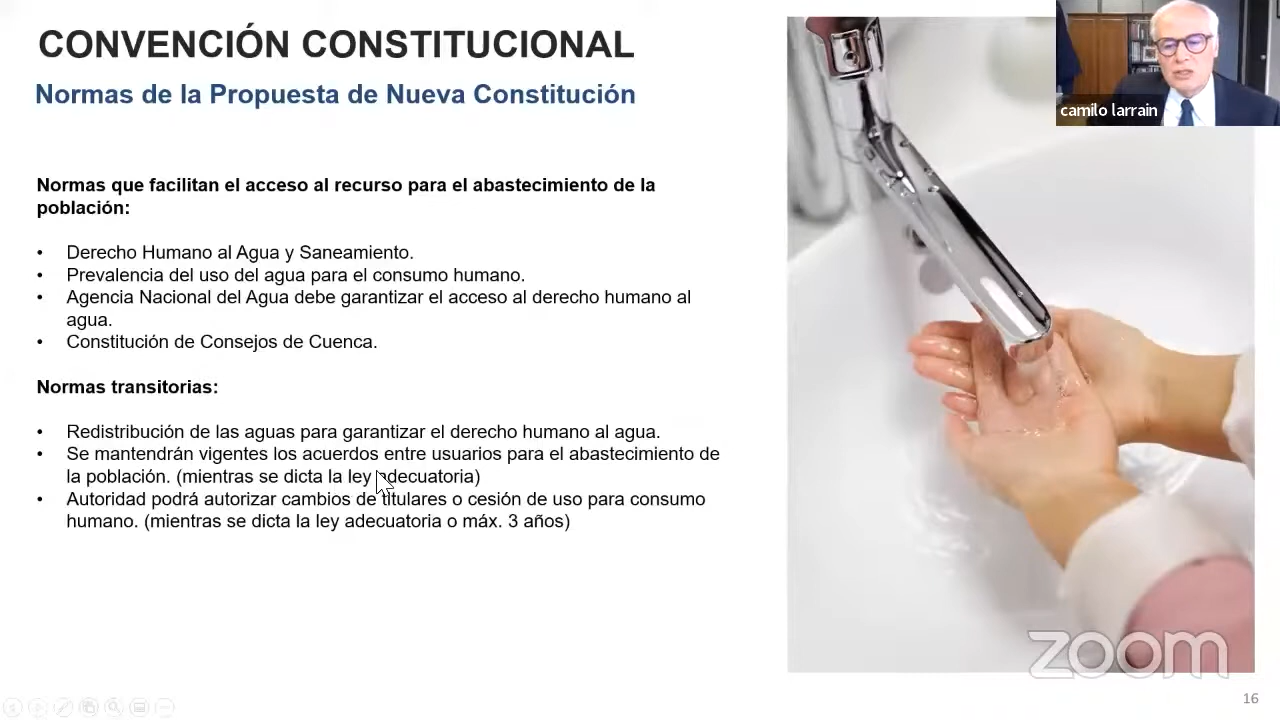 CONVENCIÓN CONSTITUCIONAL
Normas de la Propuesta de Nueva Constitución
camilo larrain
Normas que facilitan el acceso al recurso para el abastecimiento de la
población:
• Derecho Humano al Agua y Saneamiento.
• Prevalencia del uso del agua para el consumo humano.
• Agencia Nacional del Agua debe garantizar el acceso al derecho humano al
agua.
• Constitución de Consejos de Cuenca.
Normas transitorias:
• Redistribución de las aguas para garantizar el derecho humano al agua.
• Se mantendrán vigentes los acuerdos entre usuarios para el abastecimiento de
la población. (mientras se dicta la ley adecuatoria)
• Autoridad podrá autorizar cambios de titulares o cesión de uso para consumo
humano. (mientras se dicta la ley adecuatoria o máx. 3 años)
zoom
16